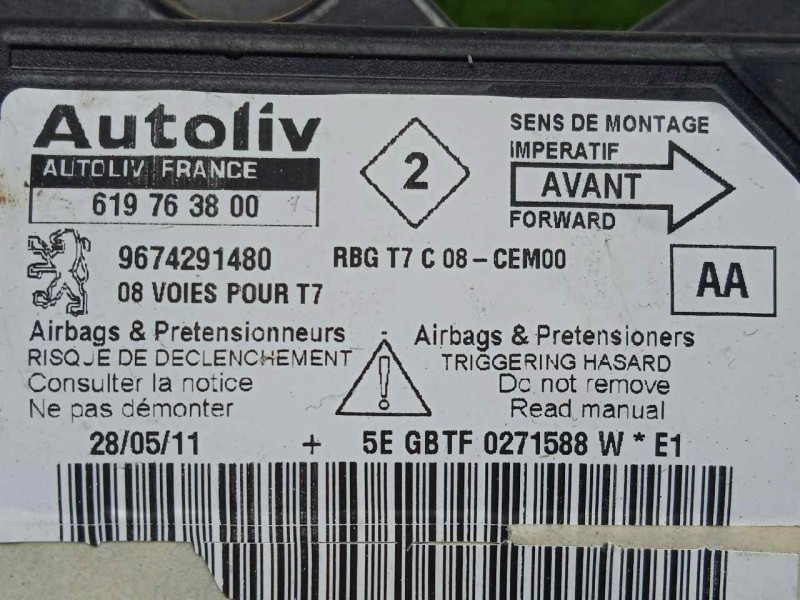 Autoliv
AUTOLIV FRANCE
619 76 38 00
2
SENS DE MONTAGE
IMPERATIF
AVANT
FORWARD
9674291480 RBG T7 C 08-CEM00
08 VOIES POUR T7
AA
Airbags & Pretensionneurs
RISQUE DE DECLENCHEMENT
Consulter la notice
Ne pas démonter
Airbags & Pretensioners
TRIGGERING HASARD
Do not remove
Read manual
28/05/11 + 5E GBTF 0271588 W * E1